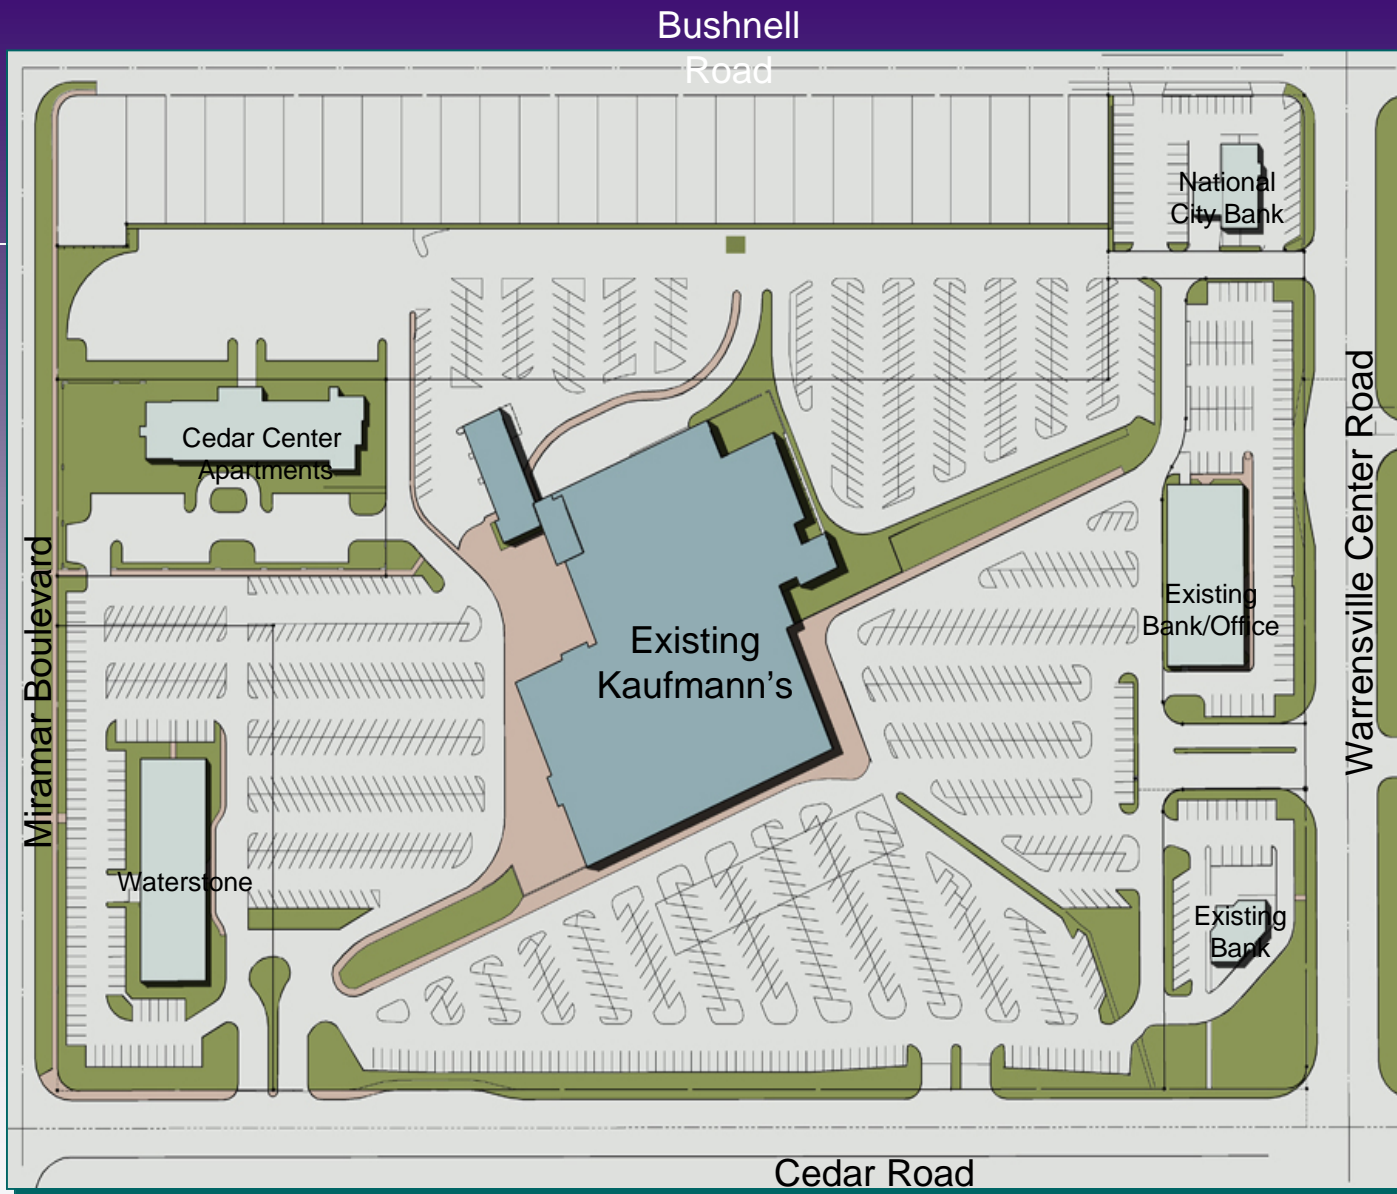 Bushnell
Road
National
City Bank
Cedar Center
Apartments
Miramar Boulevard
Warrensville Center Road
Existing
Bank/Office
Existing
Kaufmann's
Waterstone
Existing
Bank
Cedar Road